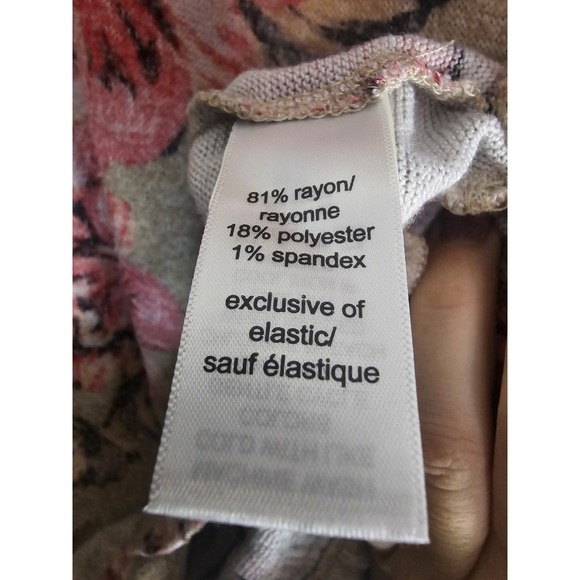 81% rayon/
rayonne
18% polyester
1% spandex
exclusive of
elastic/
sauf élastique